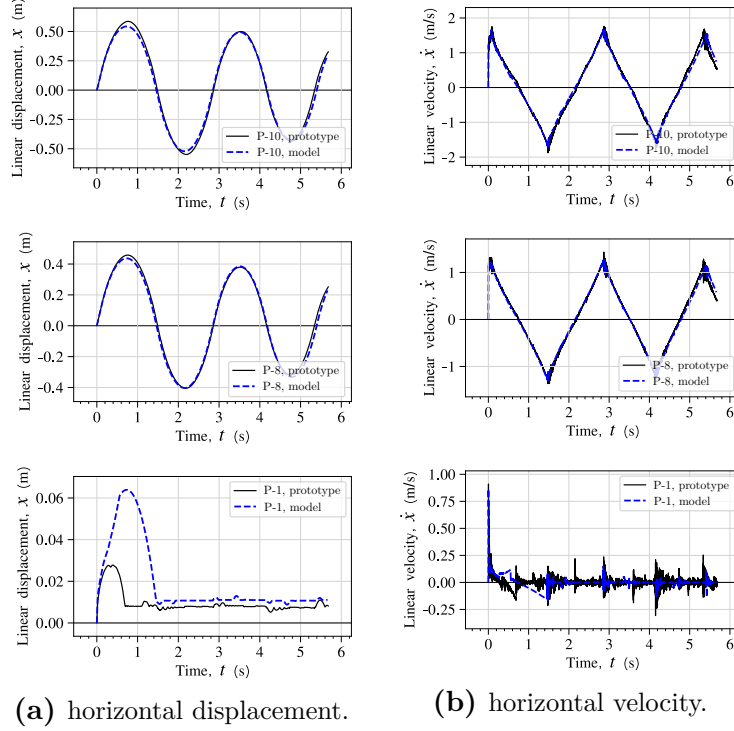 Linear displacement, x (m)
0.50
0.00
-0.50
0 1 2 3 4 5 6
Time, t (s)
P-10, prototype
P-10, model
Linear velocity, ẋ (m/s)
2
1
0
-1
-2
0 1 2 3 4 5 6
Time, t (s)
P-10, prototype
P-10, model
Linear displacement, x (m)
0.4
0.2
0.0
-0.2
-0.4
0 1 2 3 4 5 6
Time, t (s)
P-8, prototype
P-8, model
Linear velocity, ẋ (m/s)
1
0
-1
0 1 2 3 4 5 6
Time, t (s)
P-8, prototype
P-8, model
Linear displacement, x (m)
0.06
0.04
0.02
0.00
0 1 2 3 4 5 6
Time, t (s)
P-1, prototype
P-1, model
Linear velocity, ẋ (m/s)
1.00
0.75
0.50
0.25
0.00
-0.25
0 1 2 3 4 5 6
Time, t (s)
P-1, prototype
P-1, model
(a) horizontal displacement.
(b) horizontal velocity.